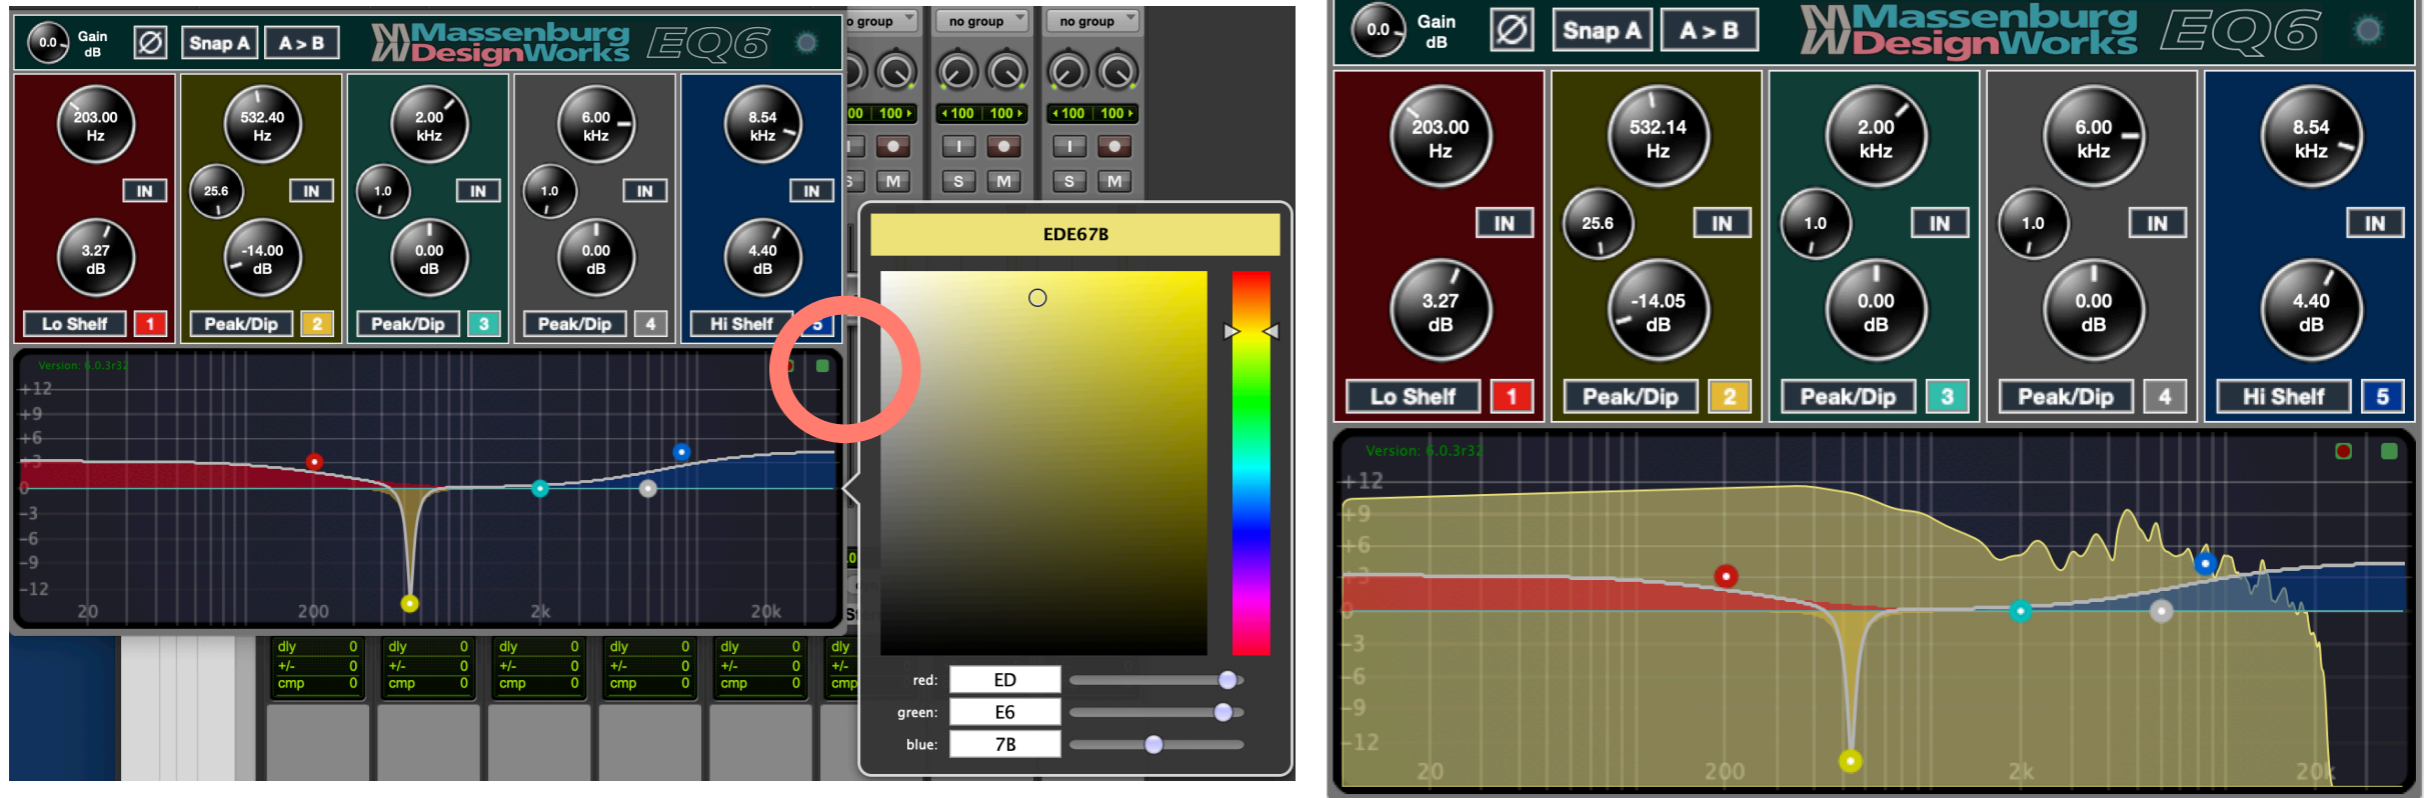 0.0
Gain
dB
Ø
Snap A
A > B
Massenburg
DesignWorks
EQ6
203.00
Hz
532.40
Hz
2.00
kHz
6.00
kHz
8.54
kHz
IN
25.6
IN
1.0
IN
1.0
IN
IN
3.27
dB
-14.00
dB
0.00
dB
0.00
dB
4.40
dB
Lo Shelf
1
Peak/Dip
2
Peak/Dip
3
Peak/Dip
4
Hi Shelf
5
Version: 6.0.3r32
+12
+9
+6
+3
0
-3
-6
-9
-12
20
200
2k
20k
o group
no group
no group
00
100
100
100
100
100
I
I
S
M
S
M
S
M
EDE67B
red:
ED
green:
E6
blue:
7B
dly 0
+/- 0
cmp 0
dly 0
+/- 0
cmp 0
dly 0
+/- 0
cmp 0
dly 0
+/- 0
cmp 0
dly 0
+/- 0
cmp 0
dly
+/-
cmp
0.0
Gain
dB
Ø
Snap A
A > B
Massenburg
DesignWorks
EQ6
203.00
Hz
532.14
Hz
2.00
kHz
6.00
kHz
8.54
kHz
IN
25.6
IN
1.0
IN
1.0
IN
IN
3.27
dB
-14.05
dB
0.00
dB
0.00
dB
4.40
dB
Lo Shelf
1
Peak/Dip
2
Peak/Dip
3
Peak/Dip
4
Hi Shelf
5
Version: 6.0.3r32
+12
+9
+6
+3
0
-3
-6
-9
-12
20
200
2k
20k